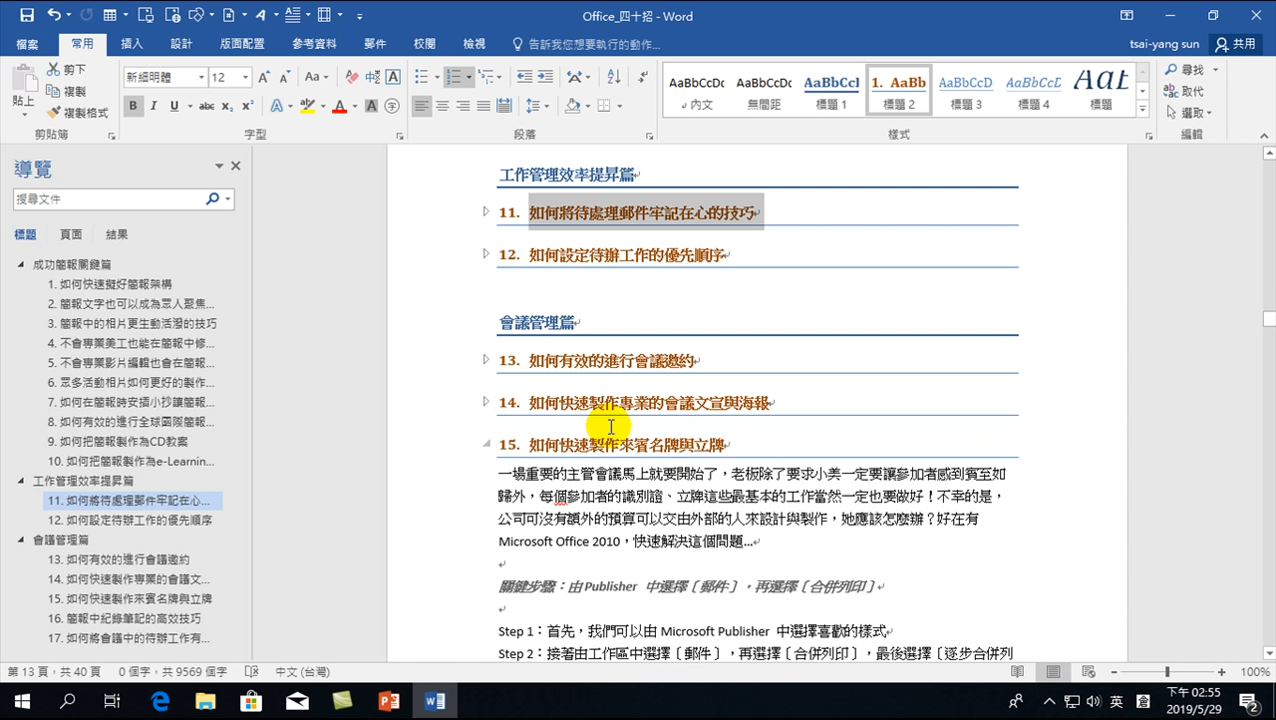 Office_四十招 - Word
檔案 常用 插入 設計 版面配置 參考資料 郵件 校閱 檢視 告訴我您想要執行的動作...
tsai-yang sun 共用
貼上 剪下 複製 複製格式
新細明體 12
內文 無間距 標題 1 標題 2 標題 3 標題 4 標題
尋找 取代 選取
剪貼簿 字型 段落 樣式 編輯
導覽
搜尋文件
標題 頁面 結果
成功簡報關鍵篇
1. 如何快速擬好簡報架構
2. 簡報文字也可以成為眾人聚焦...
3. 簡報中的相片更生動活潑的技巧
4. 不會專業美工也能在簡報中修...
5. 不會專業影片編輯也會在簡報...
6. 眾多活動相片如何更好的製作...
7. 如何在簡報時安插小抄讓簡報...
8. 如何有效的進行全球團隊簡報...
9. 如何把簡報製作為CD教案
10. 如何把簡報製作為e-Learnin...
工作管理效率提昇篇
11. 如何將待處理郵件牢記在心...
12. 如何設定待辦工作的優先順序
會議管理篇
13. 如何有效的進行會議邀約
14. 如何快速製作專業的會議文...
15. 如何快速製作來賓名牌與立牌
16. 簡報中紀錄筆記的高效技巧
17. 如何將會議中的待辦工作有...
工作管理效率提昇篇
11. 如何將待處理郵件牢記在心的技巧
12. 如何設定待辦工作的優先順序
會議管理篇
13. 如何有效的進行會議邀約
14. 如何快速製作專業的會議文宣與海報
15. 如何快速製作來賓名牌與立牌
一場重要的主管會議馬上就要開始了，老板除了要求小美一定要讓參加者感到賓至如
歸外，每個參加者的識別證、立牌這些最基本的工作當然一定也要做好！不幸的是，
公司可沒有額外的預算可以交由外部的人來設計與製作，她應該怎麼辦？好在有
Microsoft Office 2010，快速解決這個問題...
關鍵步驟：由 Publisher 中選擇〔郵件〕，再選擇〔合併列印〕
Step 1：首先，我們可以由 Microsoft Publisher 中選擇喜歡的樣式
Step 2：接著由工作區中選擇〔郵件〕，再選擇〔合併列印〕，最後選擇〔逐步合併列
第 13 頁，共 40 頁 0 個字，共 9569 個字 中文 (台灣) 100%
英 下午 02:55
2019/5/29